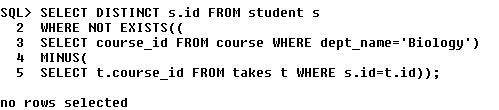 SQL> SELECT DISTINCT s.id FROM student s
2 WHERE NOT EXISTS((
3 SELECT course_id FROM course WHERE dept_name='Biology')
4 MINUS(
5 SELECT t.course_id FROM takes t WHERE s.id=t.id));
no rows selected